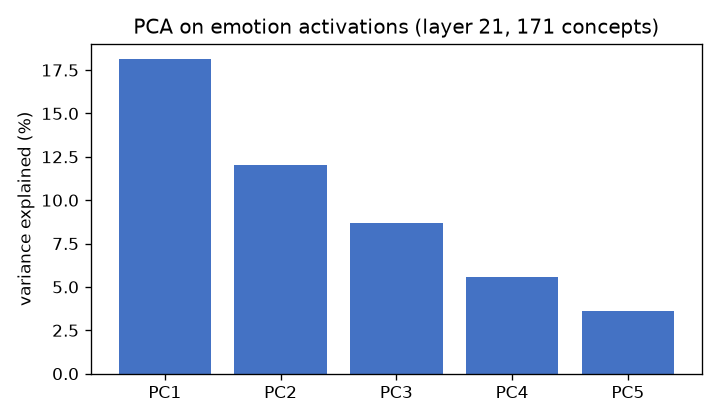 PCA on emotion activations (layer 21, 171 concepts)
variance explained (%)
17.5
15.0
12.5
10.0
7.5
5.0
2.5
0.0
PC1 PC2 PC3 PC4 PC5